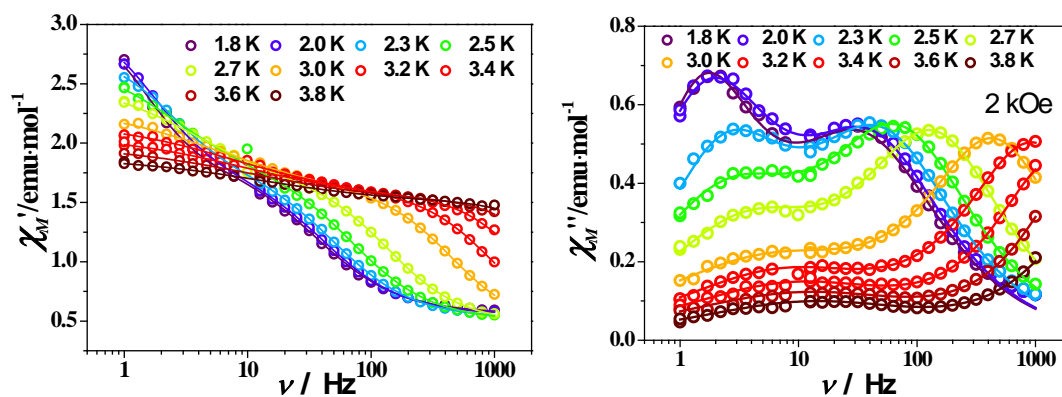 1.8 K 2.0 K 2.3 K 2.5 K
2.7 K 3.0 K 3.2 K 3.4 K
3.6 K 3.8 K
3.0
2.5
2.0
1.5
1.0
0.5
χM'/emu·mol-1
1 10 100 1000
ν / Hz
1.8 K 2.0 K 2.3 K 2.5 K 2.7 K
3.0 K 3.2 K 3.4 K 3.6 K 3.8 K
2 kOe
0.8
0.6
0.4
0.2
0.0
χM''/emu·mol-1
1 10 100 1000
ν / Hz